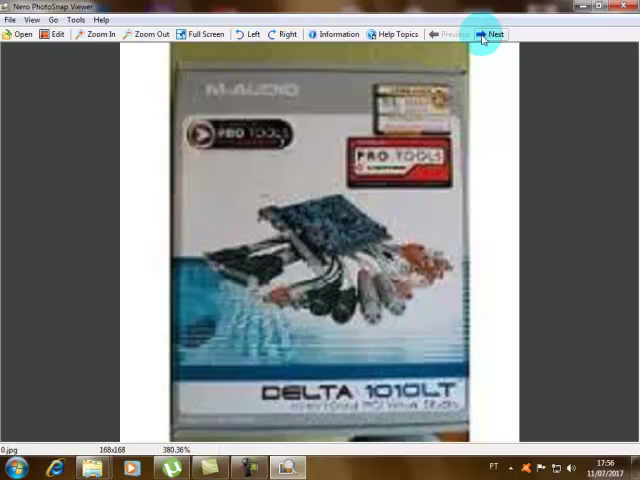 Nero PhotoSnap Viewer
File View Go Tools Help
Open Edit Zoom In Zoom Out Full Screen Left Right Information Help Topics Previous Next
M-AUDIO
PRO TOOLS
PRO TOOLS
DELTA 1010LT
0.jpg 168x168 380.36%
PT 17:56
11/07/2017